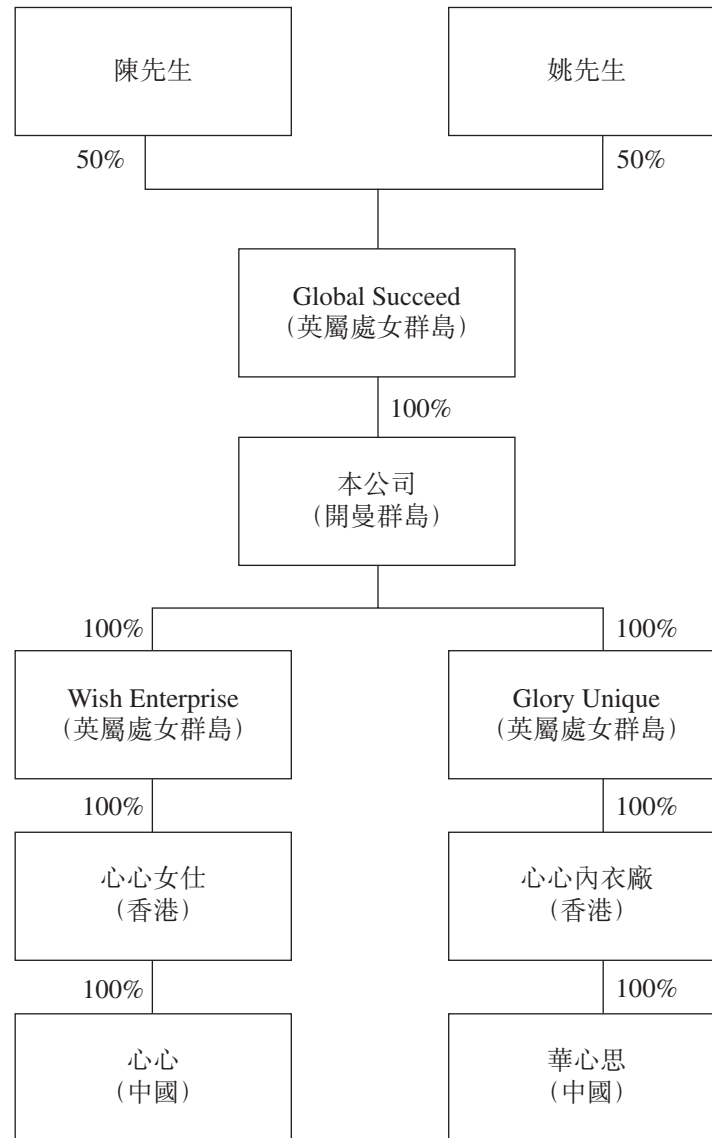 陳先生
姚先生
50%
50%
Global Succeed
（英屬處女群島）
100%
本公司
（開曼群島）
100%
100%
Wish Enterprise
（英屬處女群島）
Glory Unique
（英屬處女群島）
100%
100%
心心女仕
（香港）
心心內衣廠
（香港）
100%
100%
心心
（中國）
華心思
（中國）